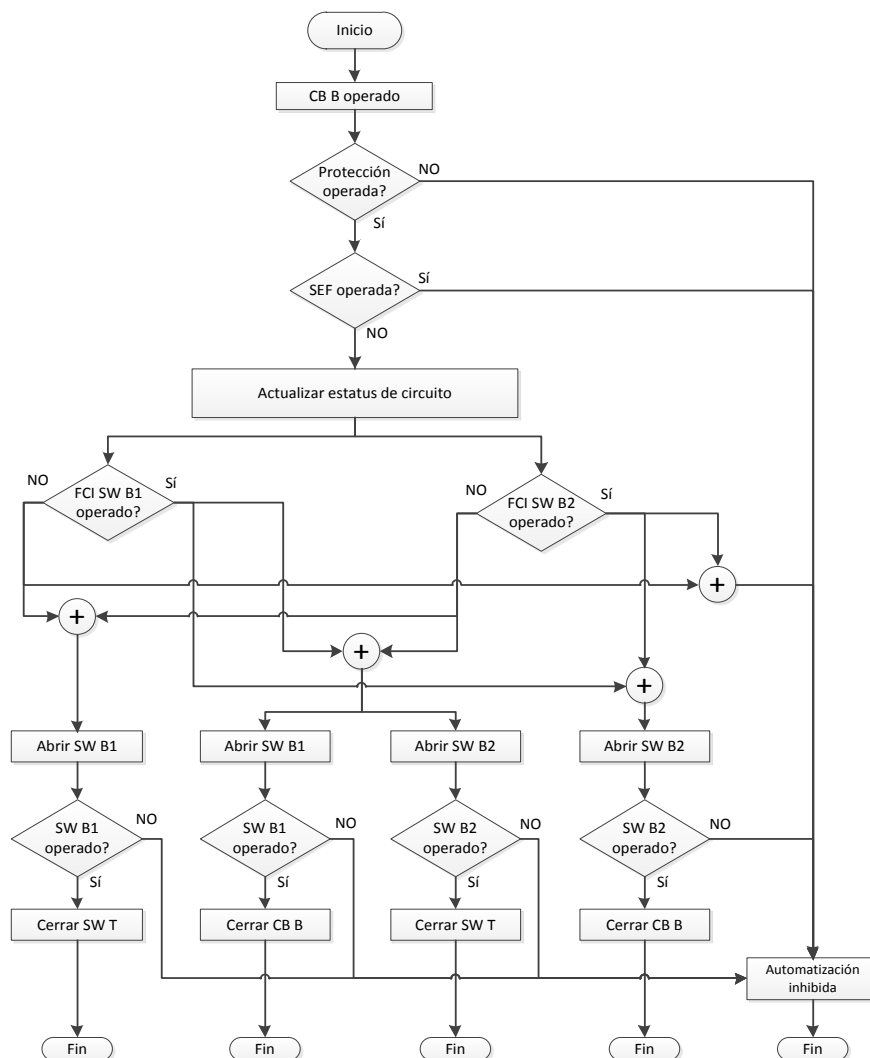 Inicio
CB B operado
Protección
operada?
NO
Sí
SEF operada?
Sí
NO
Actualizar estatus de circuito
NO
FCI SW B1
operado?
Sí
NO
FCI SW B2
operado?
Sí
+
+
+
+
Abrir SW B1
Abrir SW B1
Abrir SW B2
Abrir SW B2
SW B1
operado?
NO
SW B1
operado?
NO
SW B2
operado?
NO
SW B2
operado?
NO
Sí
Sí
Sí
Sí
Cerrar SW T
Cerrar CB B
Cerrar SW T
Cerrar CB B
Automatización
inhibida
Fin
Fin
Fin
Fin
Fin